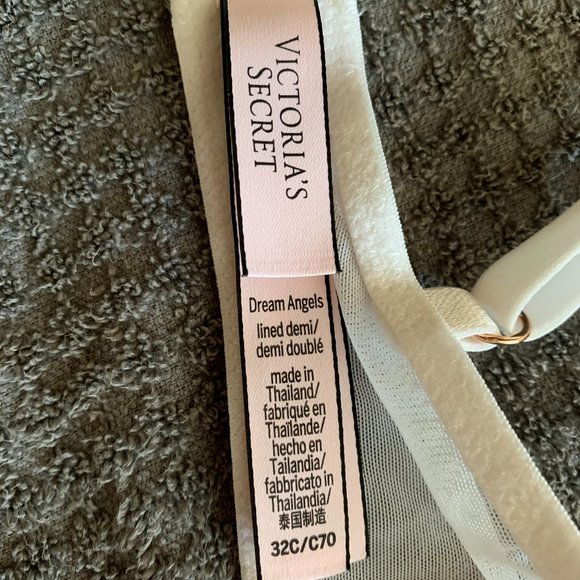 VICTORIA'S
SECRET
Dream Angels
lined demi/
demi doublé
made in
Thailand/
fabriqué en
Thaïlande/
hecho en
Tailandia/
fabbricato in
Thailandia/
泰国制造
32C/C70